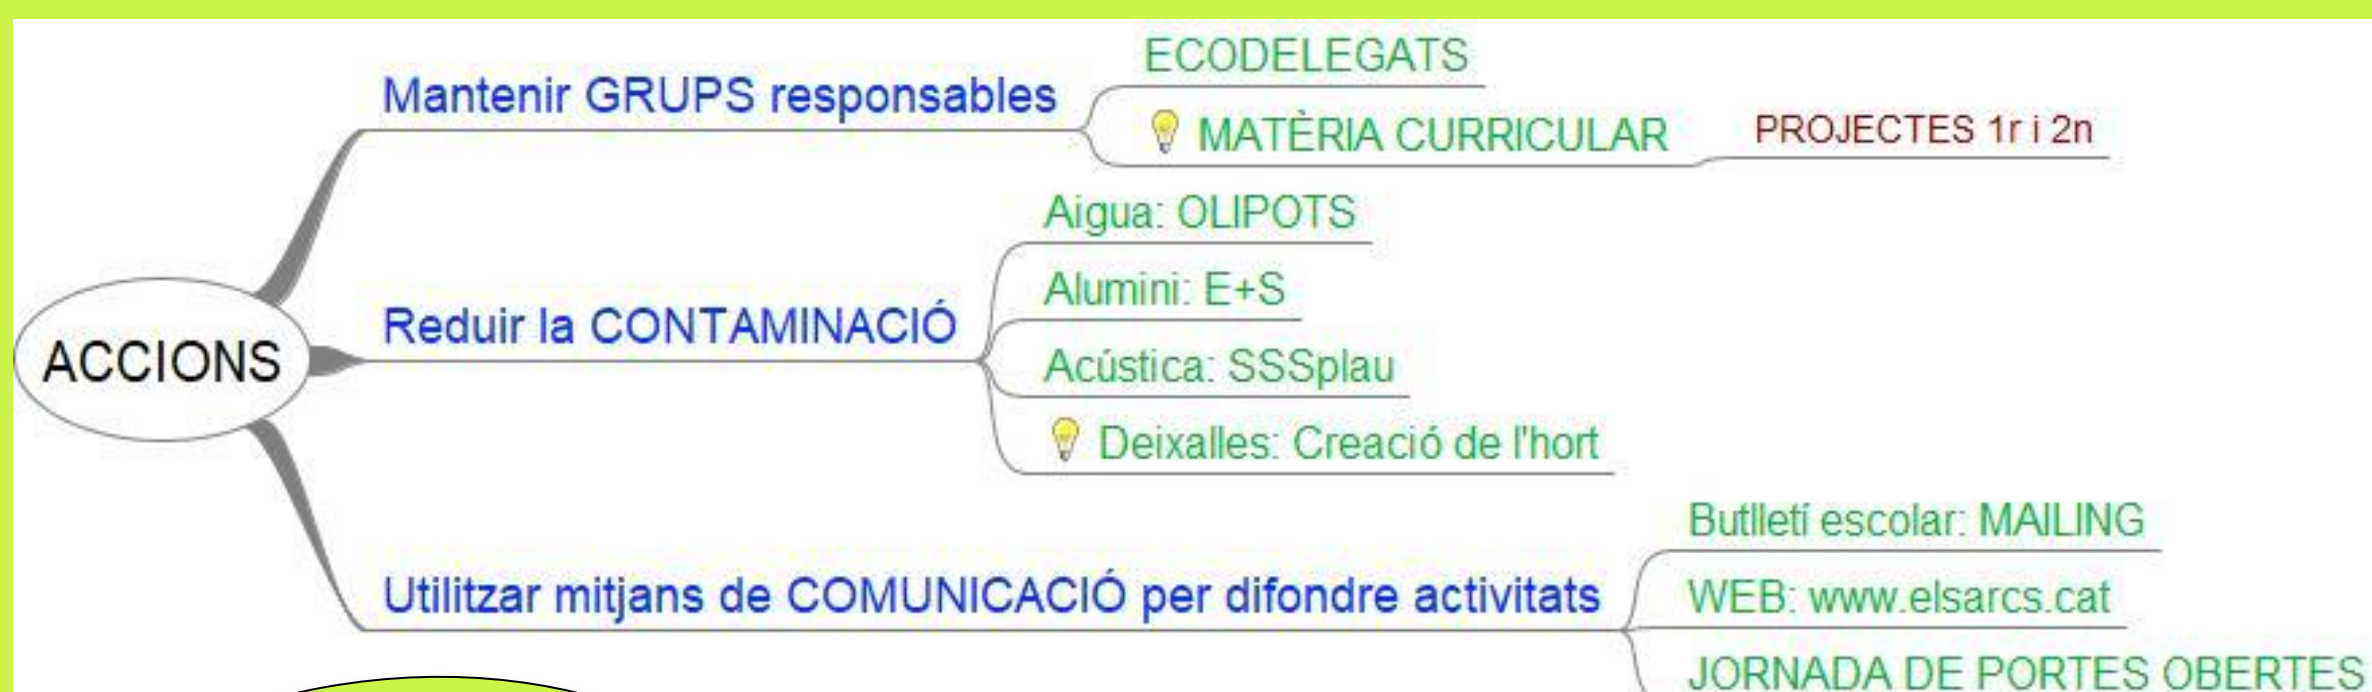 ACCIONS
Mantenir GRUPS responsables
ECODELEGATS
MATÈRIA CURRICULAR
PROJECTES 1r i 2n
Reduir la CONTAMINACIÓ
Aigua: OLIPOTS
Alumini: E+S
Acústica: SSSplau
Deixalles: Creació de l'hort
Utilitzar mitjans de COMUNICACIÓ per difondre activitats
Butlletí escolar: MAILING
WEB: www.elsarcs.cat
JORNADA DE PORTES OBERTES